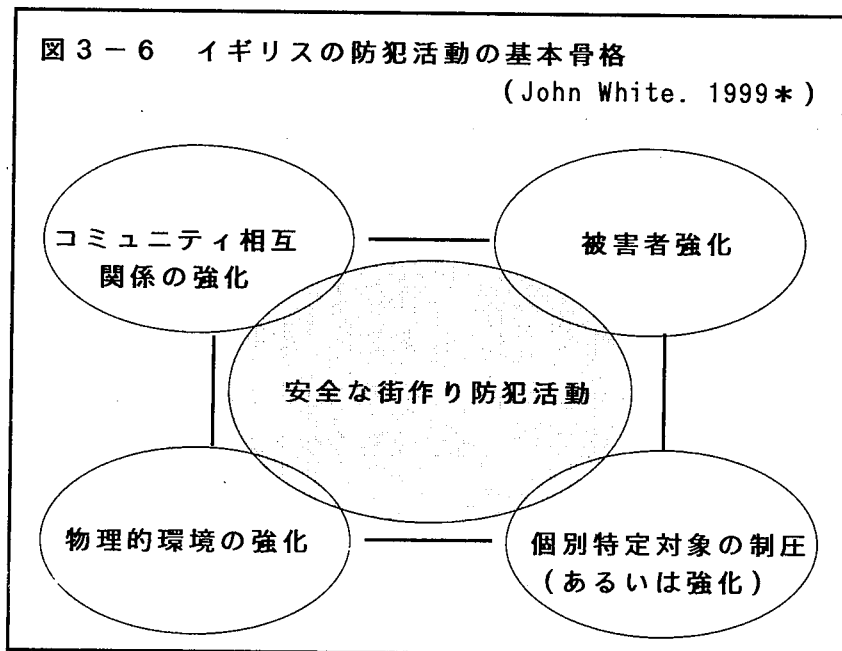 図3－6 イギリスの防犯活動の基本骨格
(John White. 1999＊)
コミュニティ相互
関係の強化
被害者強化
安全な街作り防犯活動
物理的環境の強化
個別特定対象の制圧
(あるいは強化)